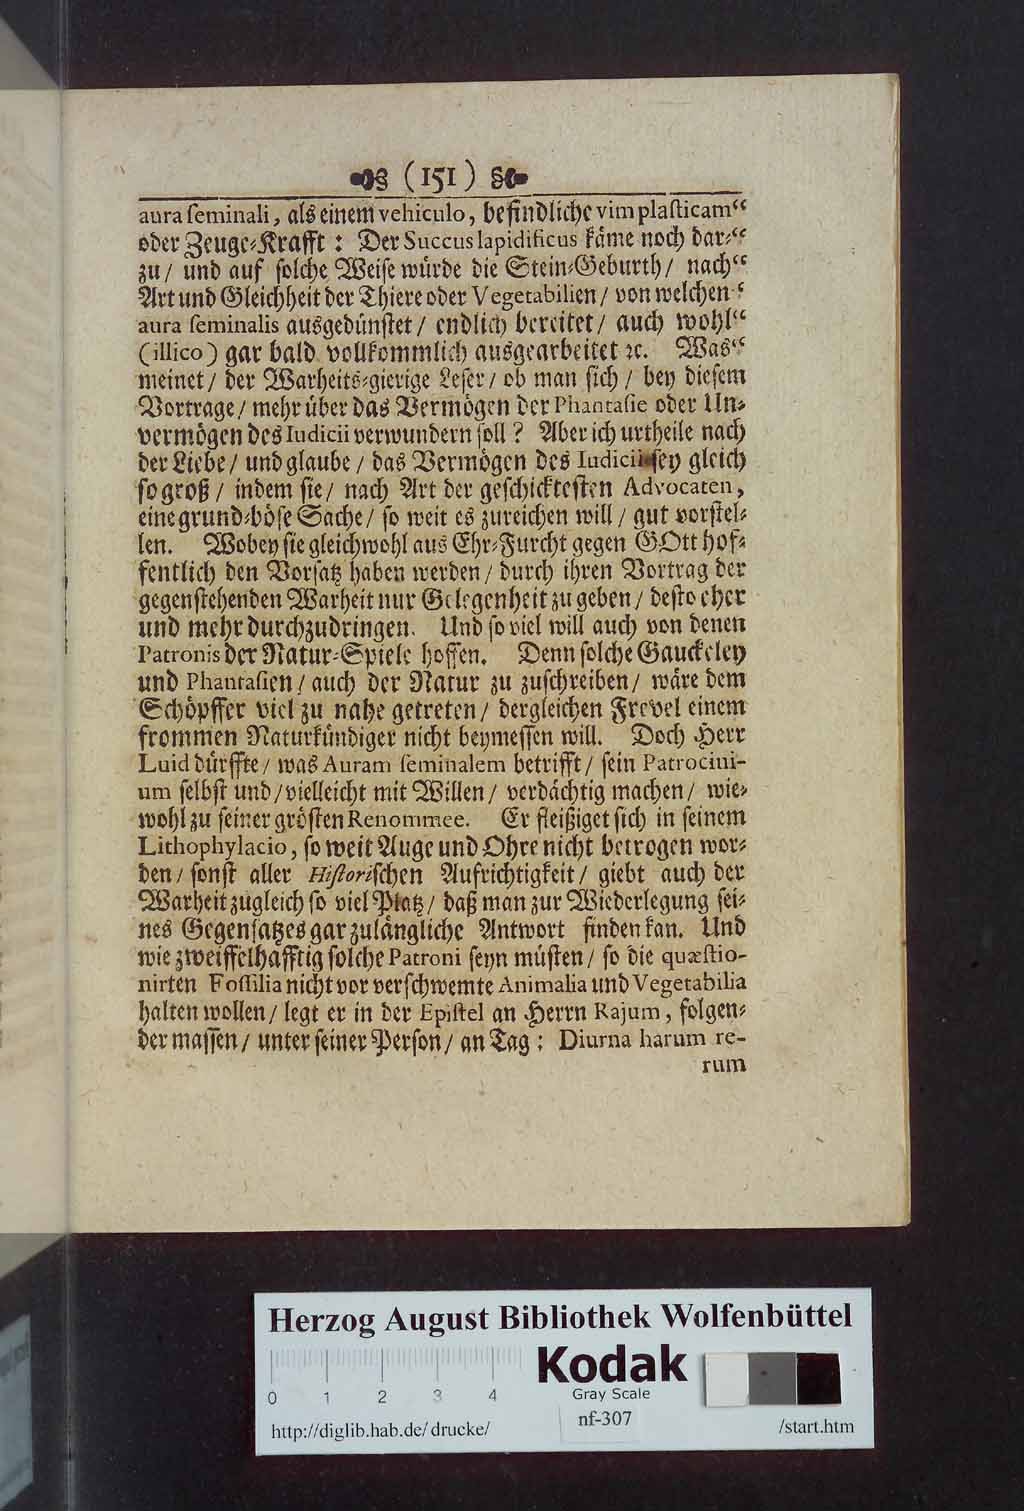 (151)
aura seminali, als einem vehiculo, befindliche vim plasticam“
oder Zeuge-Krafft: Der Succus lapidificus käme noch dar-“
zu/ und auf solche Weise würde die Stein-Geburth/ nach“
Art und Gleichheit der Thiere oder Vegetabilien/ von welchen“
aura seminalis ausgedünstet/ endlich bereitet/ auch wohl“
(illico) gar bald vollkommlich ausgearbeitet ꝛc. Was“
meinet/ der Warheits-gierige Leser/ ob man sich/ bey diesem
Vortrage/ mehr über das Vermögen der Phantasie oder Un-
vermögen des Iudicii verwundern soll? Aber ich urtheile nach
der Liebe/ und glaube/ das Vermögen des Iudicii sey gleich
so groß/ indem sie/ nach Art der geschicktesten Advocaten,
eine grund-böse Sache/ so weit es zureichen will/ gut vorstel-
len. Wobey sie gleichwohl aus Ehr-Furcht gegen GOtt hof-
fentlich den Vorsatz haben werden/ durch ihren Vortrag der
gegenstehenden Warheit nur Gelegenheit zu geben/ desto eher
und mehr durchzudringen. Und so viel will auch von denen
Patronis der Natur-Spiele hoffen. Denn solche Gauckeley
und Phantasien/ auch der Natur zu zuschreiben/ wäre dem
Schöpffer viel zu nahe getreten/ dergleichen Frevel einem
frommen Naturkündiger nicht beymessen will. Doch Herr
Luid dürffte/ was Auram seminalem betrifft/ sein Patrocini-
um selbst und/ vielleicht mit Willen/ verdächtig machen/ wie-
wohl zu seiner grösten Renommee. Er fleißiget sich in seinem
Lithophylacio, so weit Auge und Ohre nicht betrogen wor-
den/ sonst aller Historischen Aufrichtigkeit/ giebt auch der
Warheit zugleich so viel Platz/ daß man zur Wiederlegung sei-
nes Gegensatzes gar zulängliche Antwort finden kan. Und
wie zweiffelhafftig solche Patroni seyn müsten/ so die quæstio-
nirten Fossilia nicht vor verschwemte Animalia und Vegetabilia
halten wollen/ legt er in der Epistel an Herrn Rajum, folgen-
der massen/ unter seiner Person/ an Tag: Diurna harum re-
rum
Herzog August Bibliothek Wolfenbüttel
Kodak
Gray Scale
0 1 2 3 4
nf-307
http://diglib.hab.de/drucke/
/start.htm